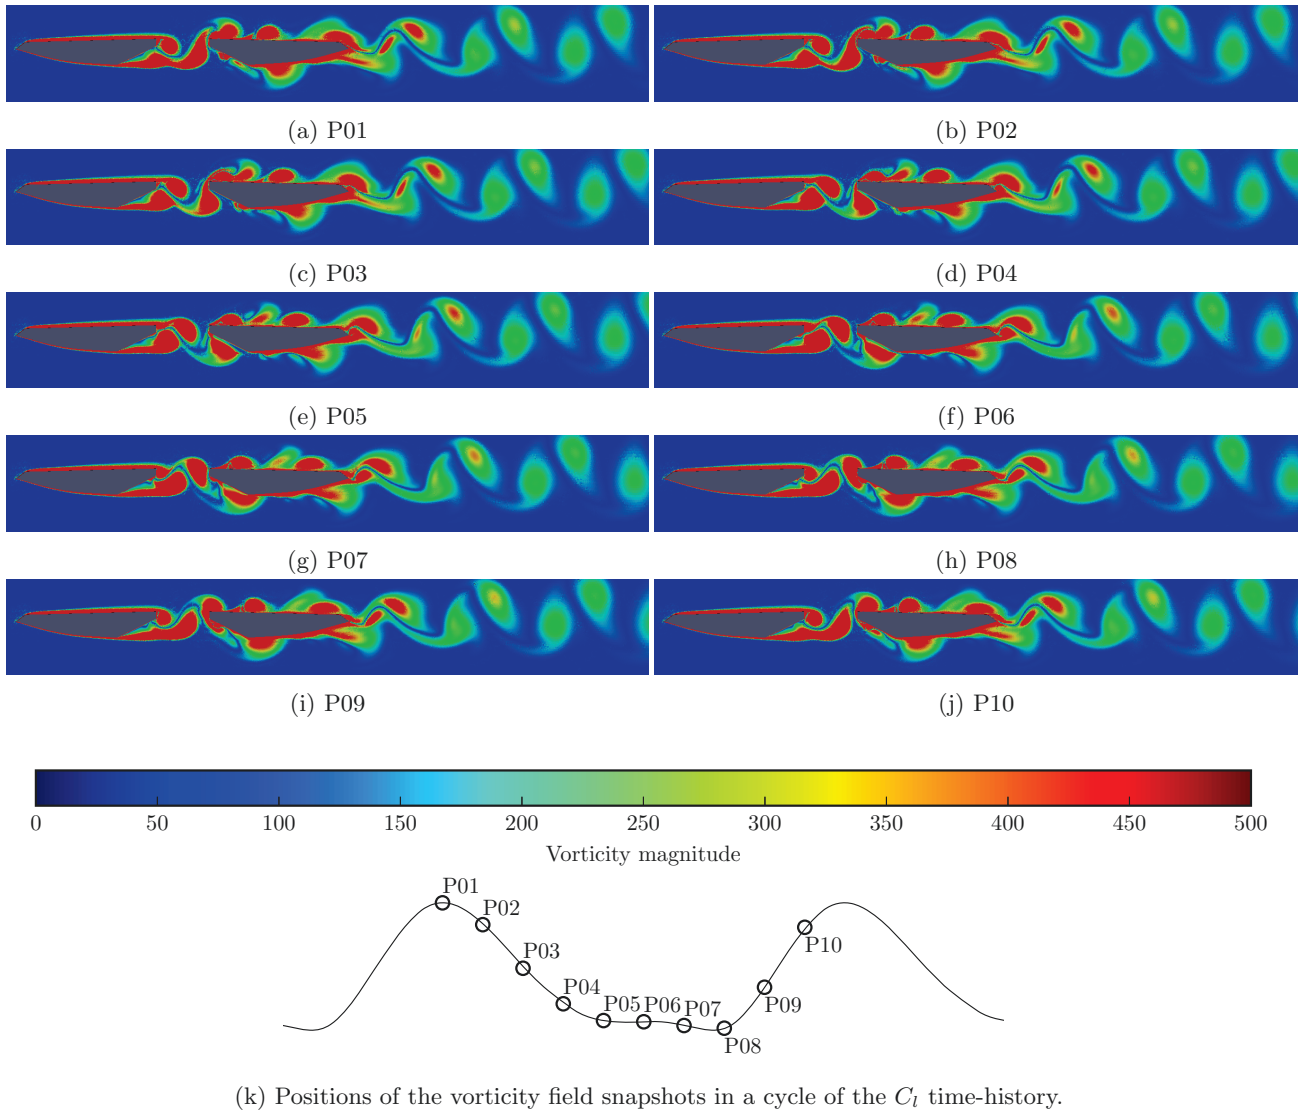 (a) P01
(b) P02
(c) P03
(d) P04
(e) P05
(f) P06
(g) P07
(h) P08
(i) P09
(j) P10
0 50 100 150 200 250 300 350 400 450 500
Vorticity magnitude
P01
P02
P03
P04
P05
P06
P07
P08
P09
P10
(k) Positions of the vorticity field snapshots in a cycle of the C_l time-history.